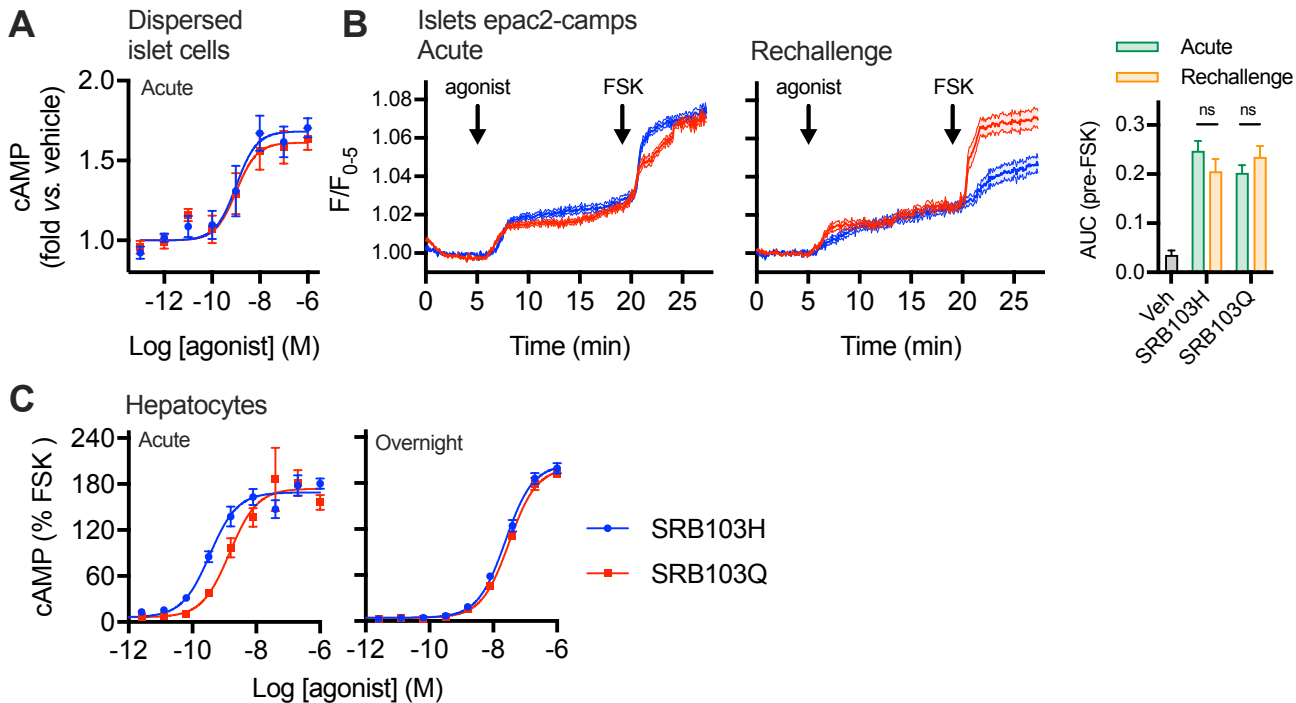 A
Dispersed
islet cells
Acute
cAMP
(fold vs. vehicle)
2.0
1.5
1.0
-12 -10 -8 -6
Log [agonist] (M)
B
Islets epac2-camps
Acute
agonist
FSK
F/F0-5
1.08
1.06
1.04
1.02
1.00
0 5 10 15 20 25
Time (min)
Rechallenge
agonist
FSK
0 5 10 15 20 25
Time (min)
Acute
Rechallenge
AUC (pre-FSK)
0.3
0.2
0.1
0.0
ns ns
Veh
SRB103H
SRB103Q
C
Hepatocytes
Acute
cAMP (% FSK )
240
180
120
60
0
-12 -10 -8 -6
Overnight
-12 -10 -8 -6
Log [agonist] (M)
SRB103H
SRB103Q